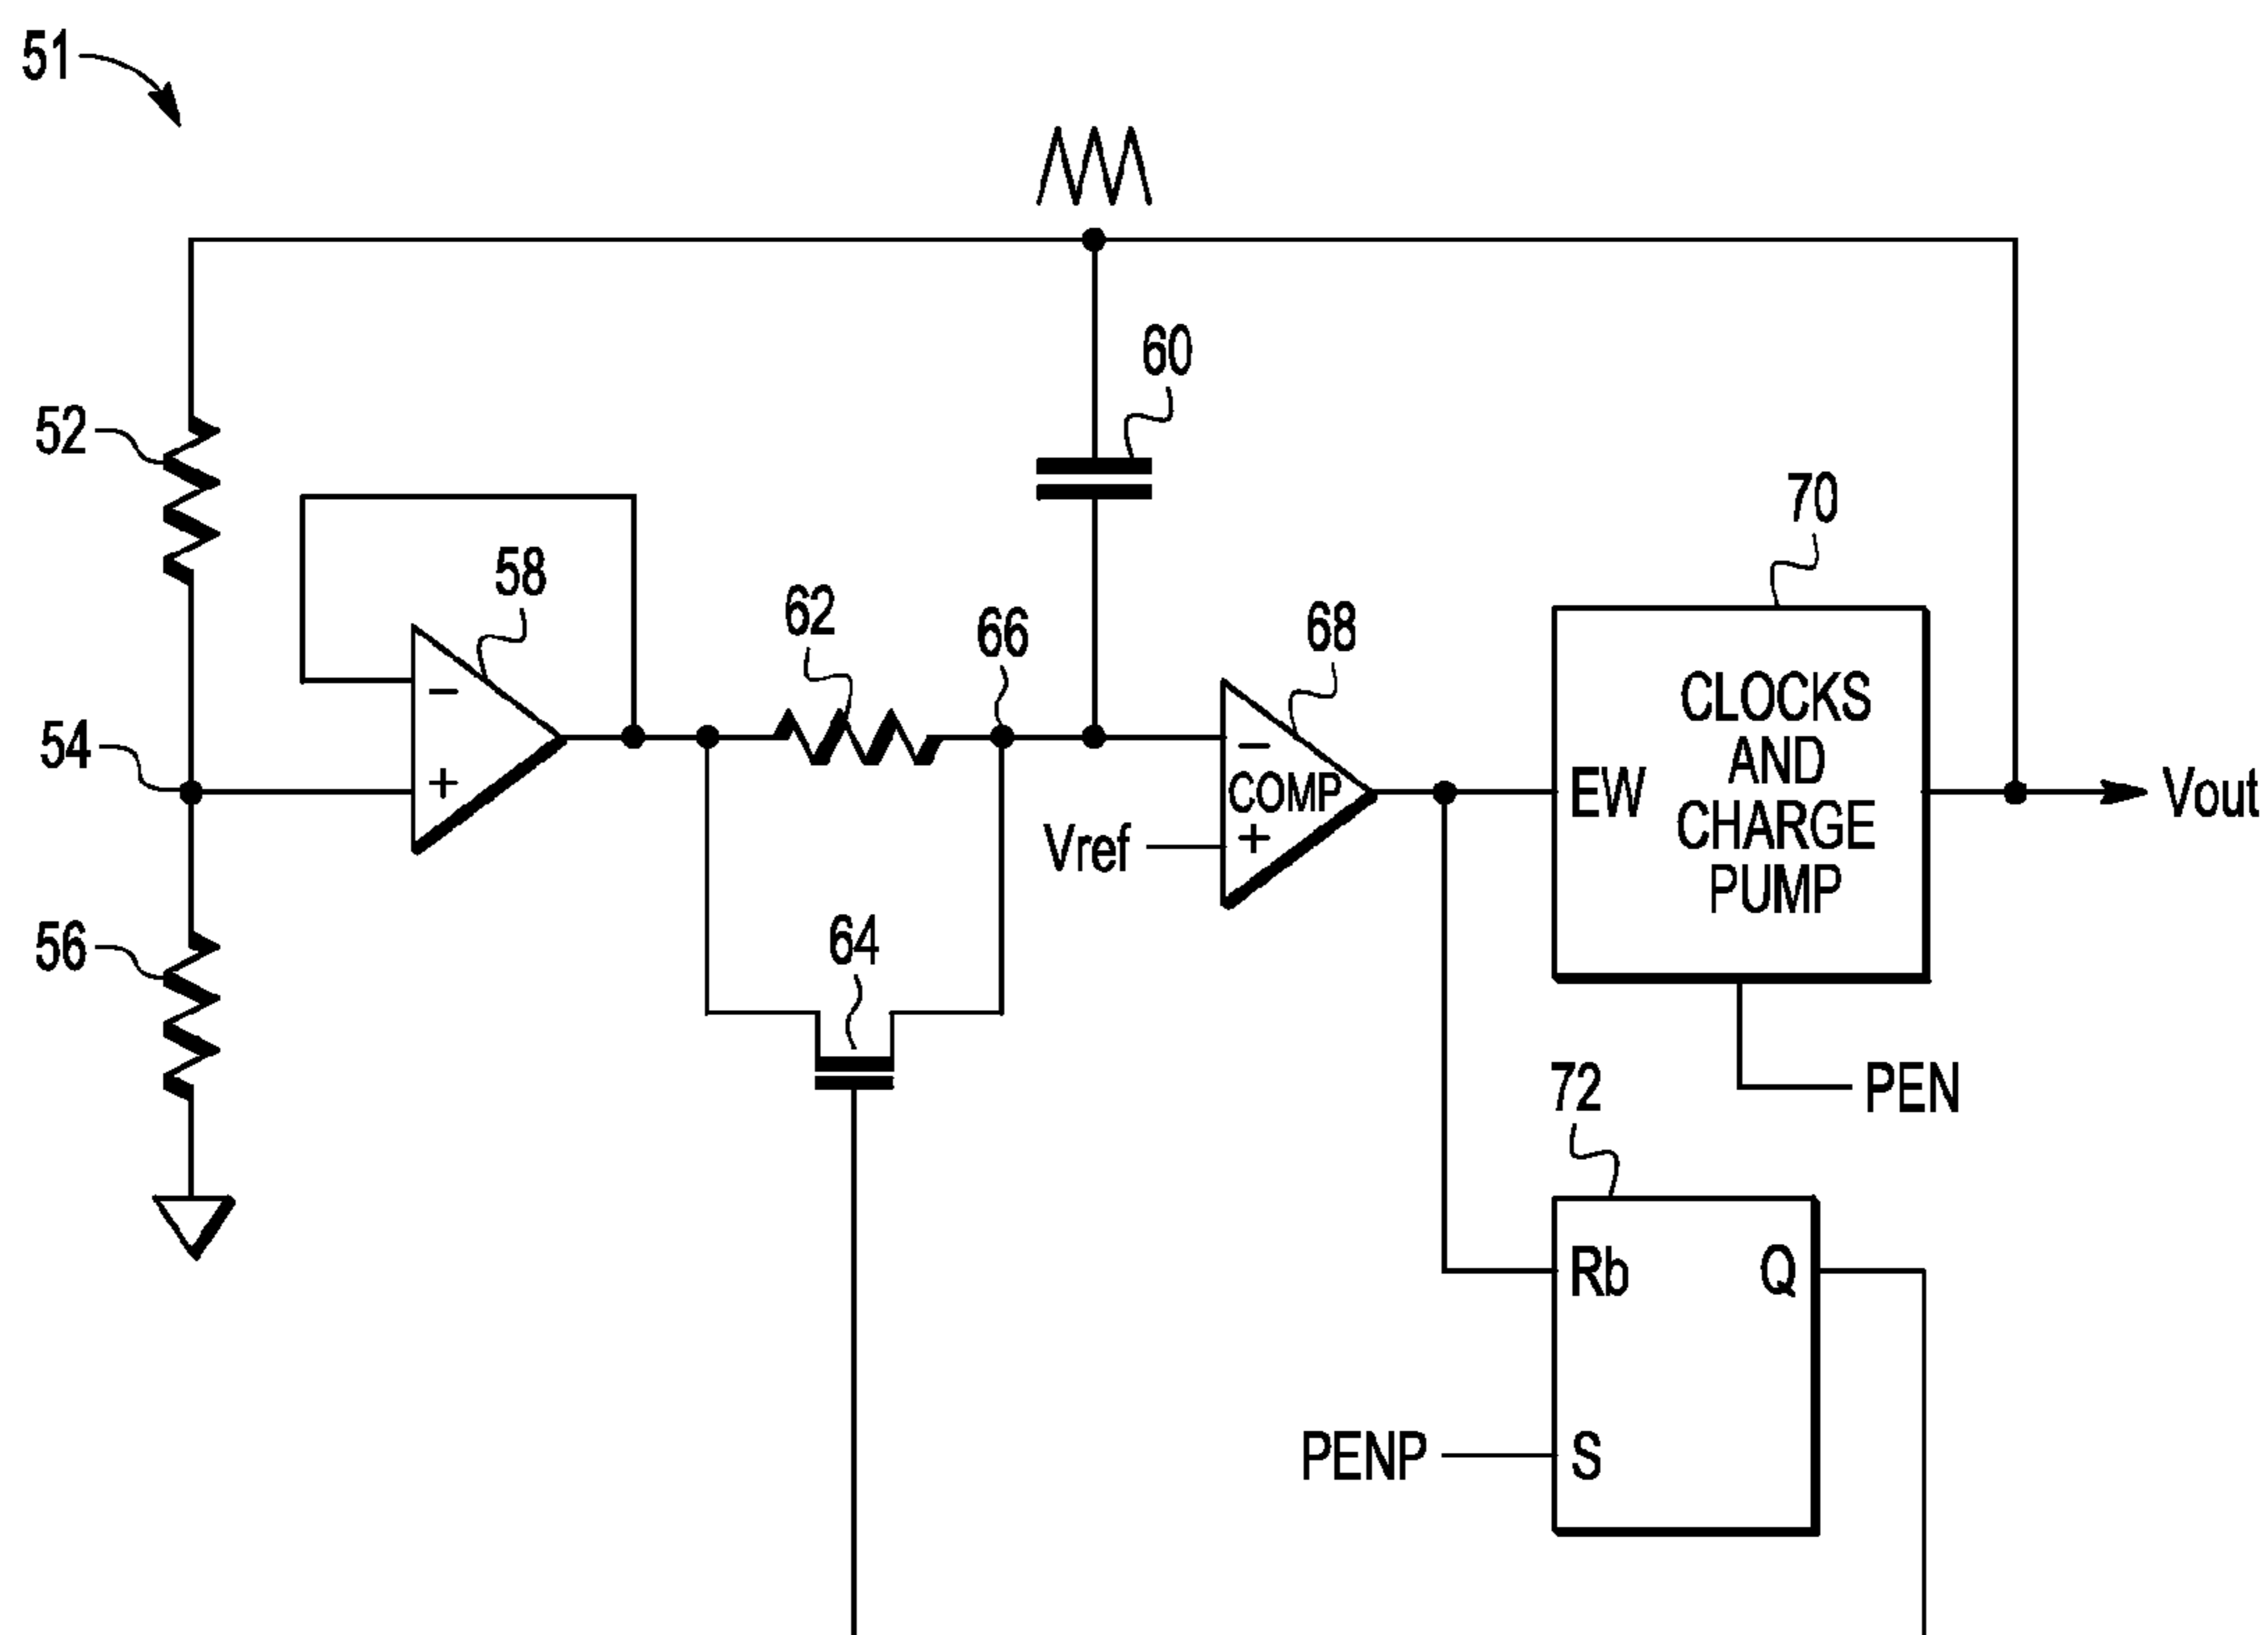 51
60
52
70
58
62
66
68
CLOCKS
AND
CHARGE
PUMP
EW
Vout
54
−
+
−
COMP
+
Vref
56
64
PEN
72
Rb
Q
PENP
S